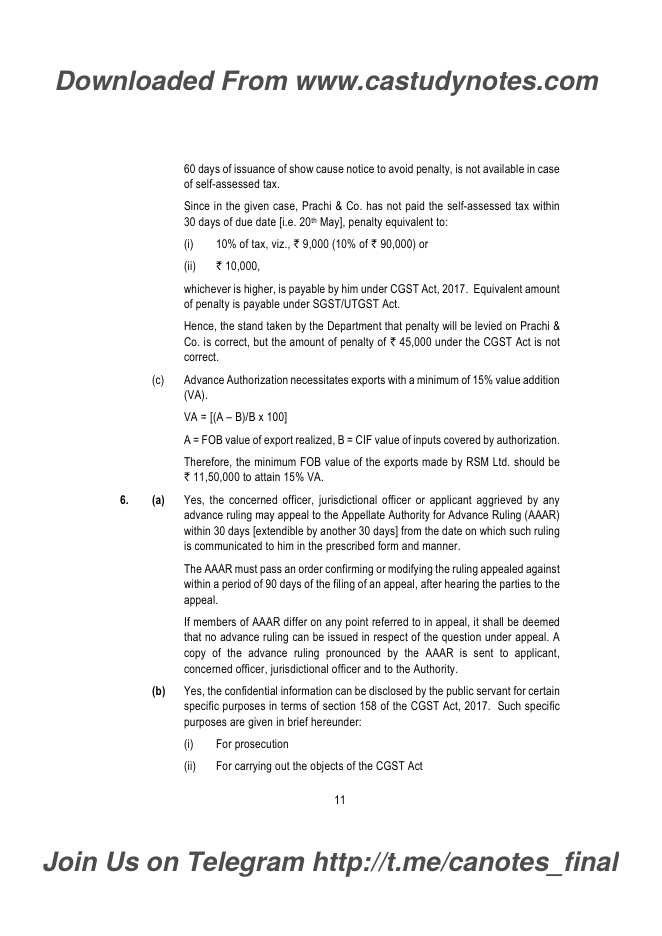 Downloaded From www.castudynotes.com
60 days of issuance of show cause notice to avoid penalty, is not available in case
of self-assessed tax.
Since in the given case, Prachi & Co. has not paid the self-assessed tax within
30 days of due date [i.e. 20th May], penalty equivalent to:
(i) 10% of tax, viz., ₹ 9,000 (10% of ₹ 90,000) or
(ii) ₹ 10,000,
whichever is higher, is payable by him under CGST Act, 2017. Equivalent amount
of penalty is payable under SGST/UTGST Act.
Hence, the stand taken by the Department that penalty will be levied on Prachi &
Co. is correct, but the amount of penalty of ₹ 45,000 under the CGST Act is not
correct.
(c) Advance Authorization necessitates exports with a minimum of 15% value addition
(VA).
VA = [(A – B)/B x 100]
A = FOB value of export realized, B = CIF value of inputs covered by authorization.
Therefore, the minimum FOB value of the exports made by RSM Ltd. should be
₹ 11,50,000 to attain 15% VA.
6. (a) Yes, the concerned officer, jurisdictional officer or applicant aggrieved by any
advance ruling may appeal to the Appellate Authority for Advance Ruling (AAAR)
within 30 days [extendible by another 30 days] from the date on which such ruling
is communicated to him in the prescribed form and manner.
The AAAR must pass an order confirming or modifying the ruling appealed against
within a period of 90 days of the filing of an appeal, after hearing the parties to the
appeal.
If members of AAAR differ on any point referred to in appeal, it shall be deemed
that no advance ruling can be issued in respect of the question under appeal. A
copy of the advance ruling pronounced by the AAAR is sent to applicant,
concerned officer, jurisdictional officer and to the Authority.
(b) Yes, the confidential information can be disclosed by the public servant for certain
specific purposes in terms of section 158 of the CGST Act, 2017. Such specific
purposes are given in brief hereunder:
(i) For prosecution
(ii) For carrying out the objects of the CGST Act
11
Join Us on Telegram http://t.me/canotes_final